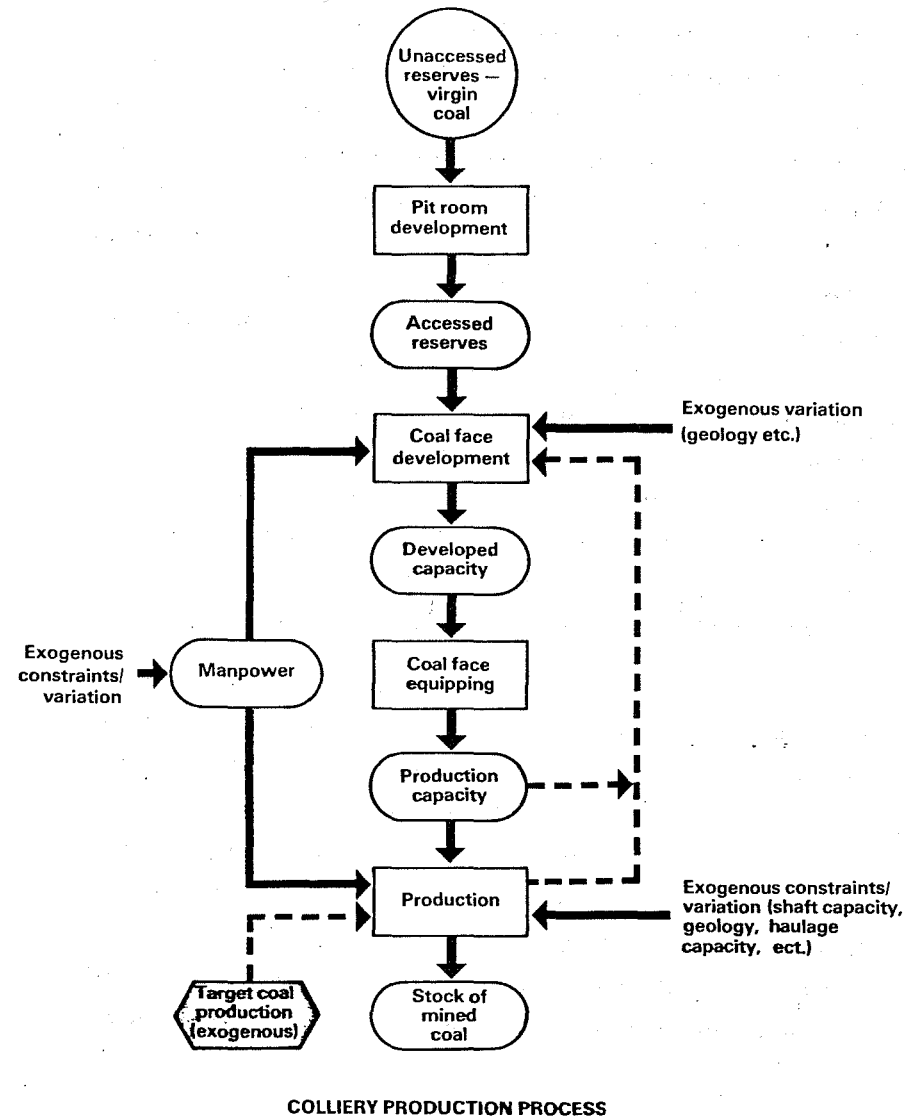 Unaccessed
reserves —
virgin
coal
Pit room
development
Accessed
reserves
Exogenous variation
(geology etc.)
Coal face
development
Developed
capacity
Exogenous
constraints/
variation
Manpower
Coal face
equipping
Production
capacity
Production
Exogenous constraints/
variation (shaft capacity,
geology, haulage
capacity, ect.)
Target coal
production
(exogenous)
Stock of
mined
coal
COLLIERY PRODUCTION PROCESS